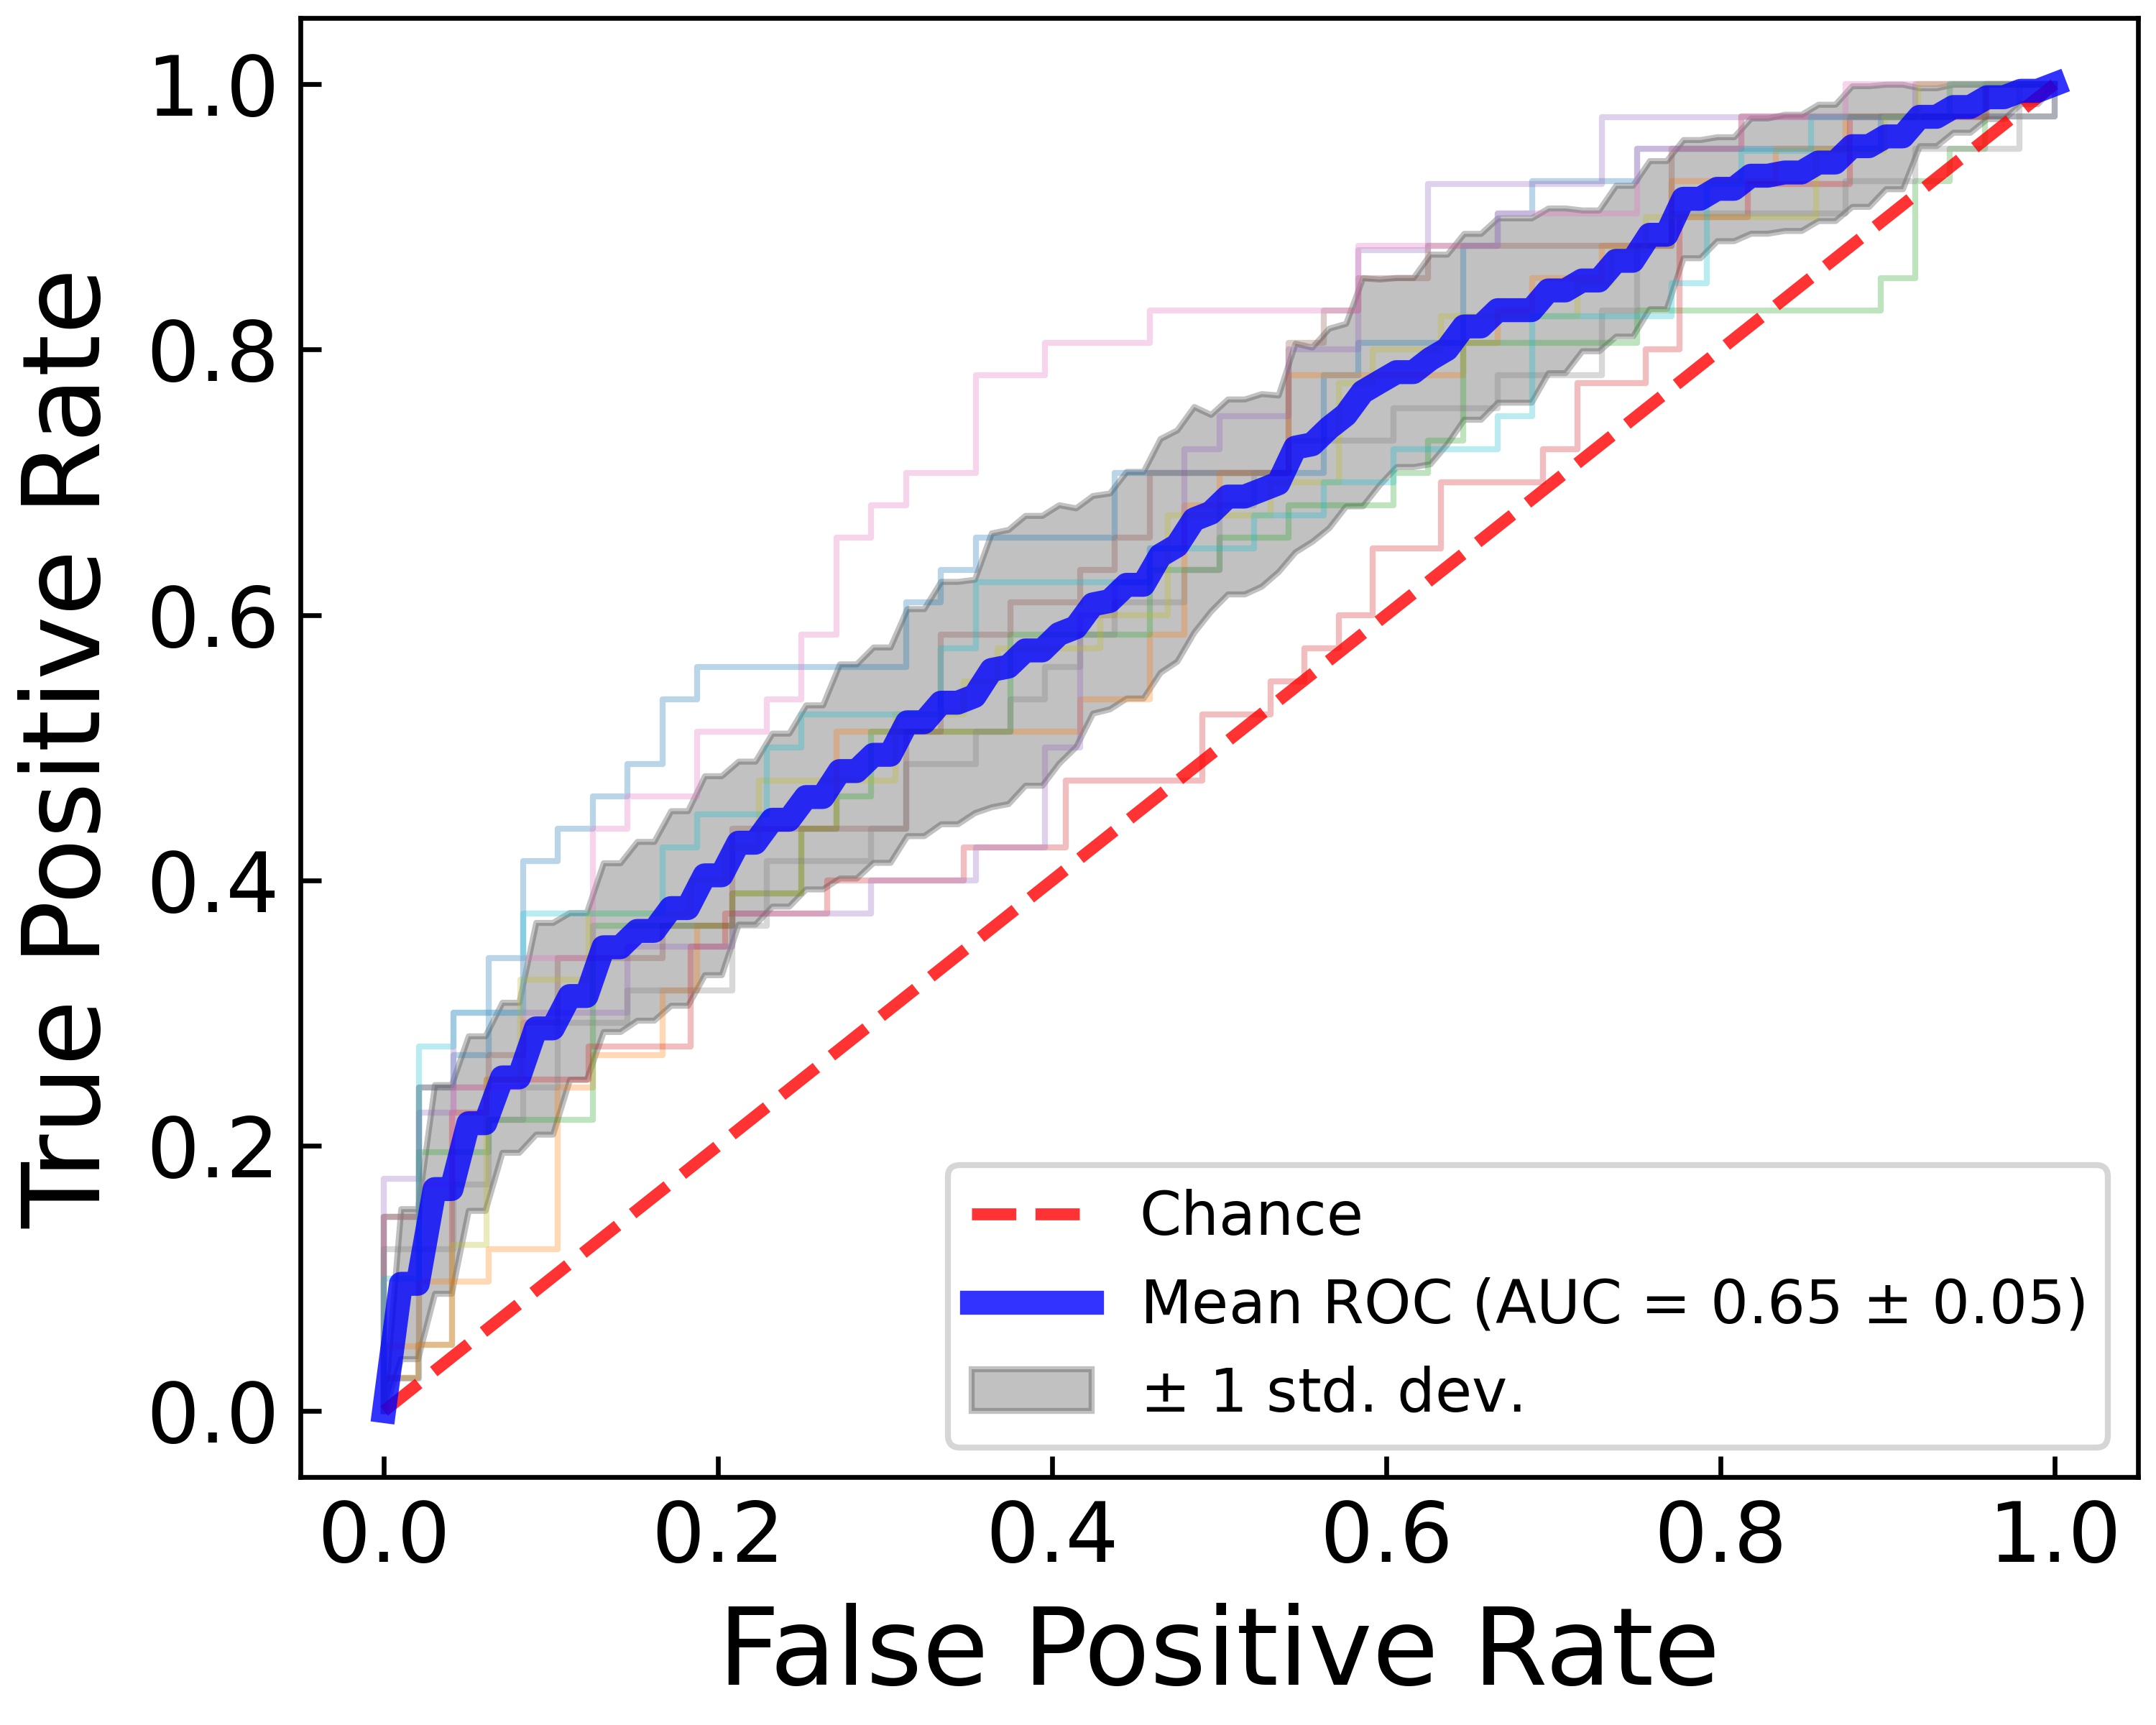 True Positive Rate
1.0
0.8
0.6
0.4
0.2
0.0
Chance
Mean ROC (AUC = 0.65 ± 0.05)
± 1 std. dev.
0.0 0.2 0.4 0.6 0.8 1.0
False Positive Rate